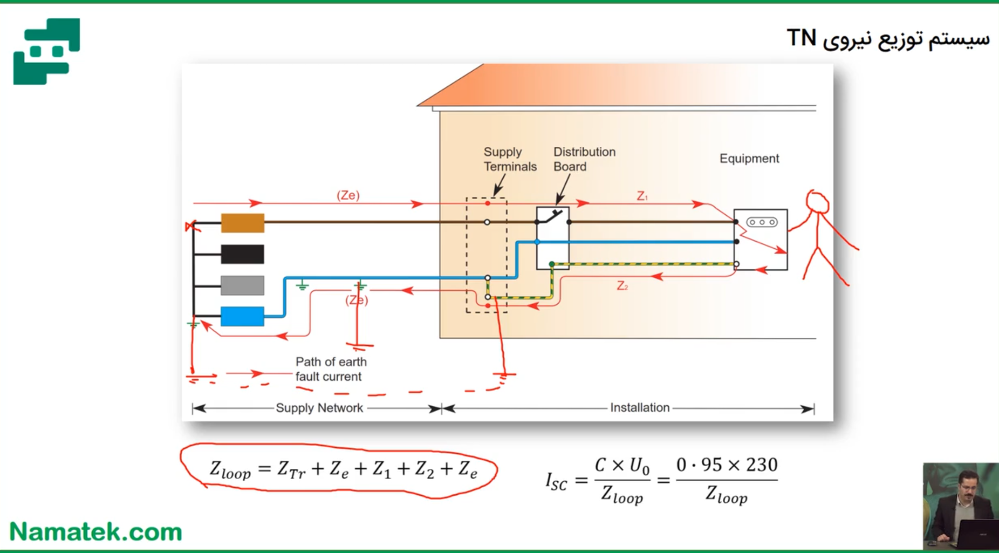 سیستم توزیع نیروی TN
Supply
Terminals
Distribution
Board
Equipment
(Ze)
Z₁
(Ze)
Z₂
Path of earth
fault current
Supply Network
Installation
Z_loop = Z_Tr + Z_e + Z_1 + Z_2 + Z_e
I_SC = C × U_0 / Z_loop = 0 · 95 × 230 / Z_loop
Namatek.com